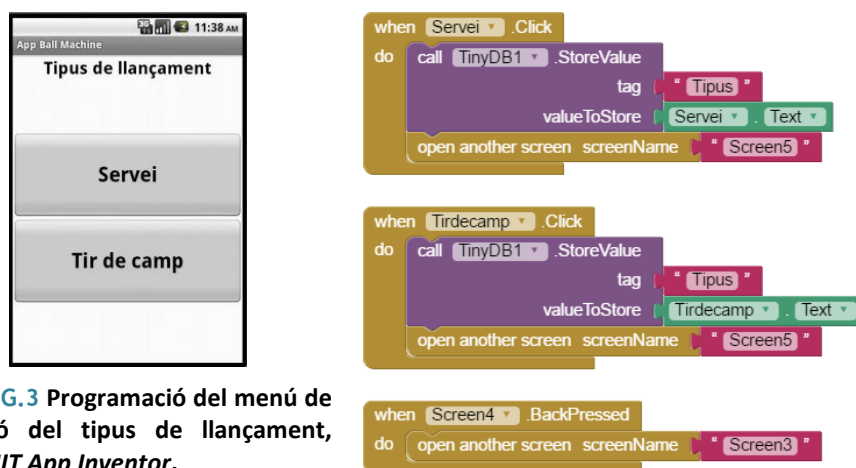 3G 11:38 AM
App Ball Machine
Tipus de llançament
Servei
Tir de camp
G.3 Programació del menú de
ó del tipus de llançament,
IT App Inventor.
when Servei .Click
do call TinyDB1 .StoreValue
tag " Tipus "
valueToStore Servei . Text
open another screen screenName " Screen5 "
when Tirdecamp .Click
do call TinyDB1 .StoreValue
tag " Tipus "
valueToStore Tirdecamp . Text
open another screen screenName " Screen5 "
when Screen4 .BackPressed
do open another screen screenName " Screen3 "